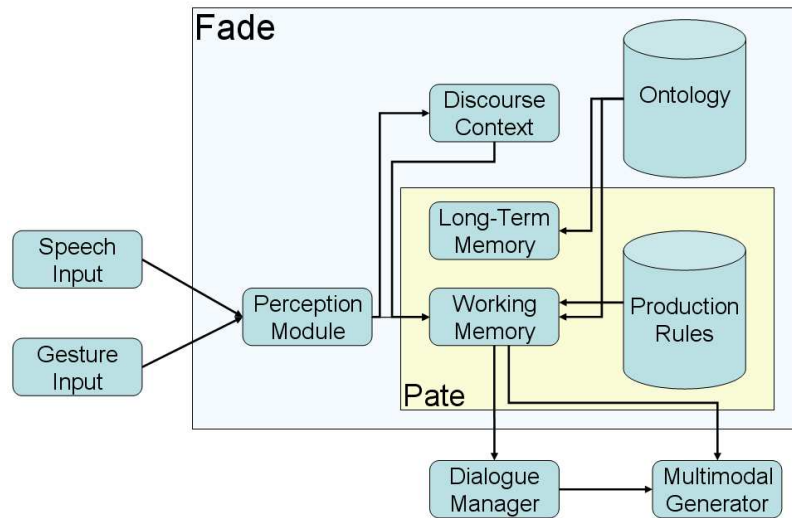 Fade
Discourse
Context
Ontology
Long-Term
Memory
Speech
Input
Perception
Module
Working
Memory
Production
Rules
Gesture
Input
Pate
Dialogue
Manager
Multimodal
Generator